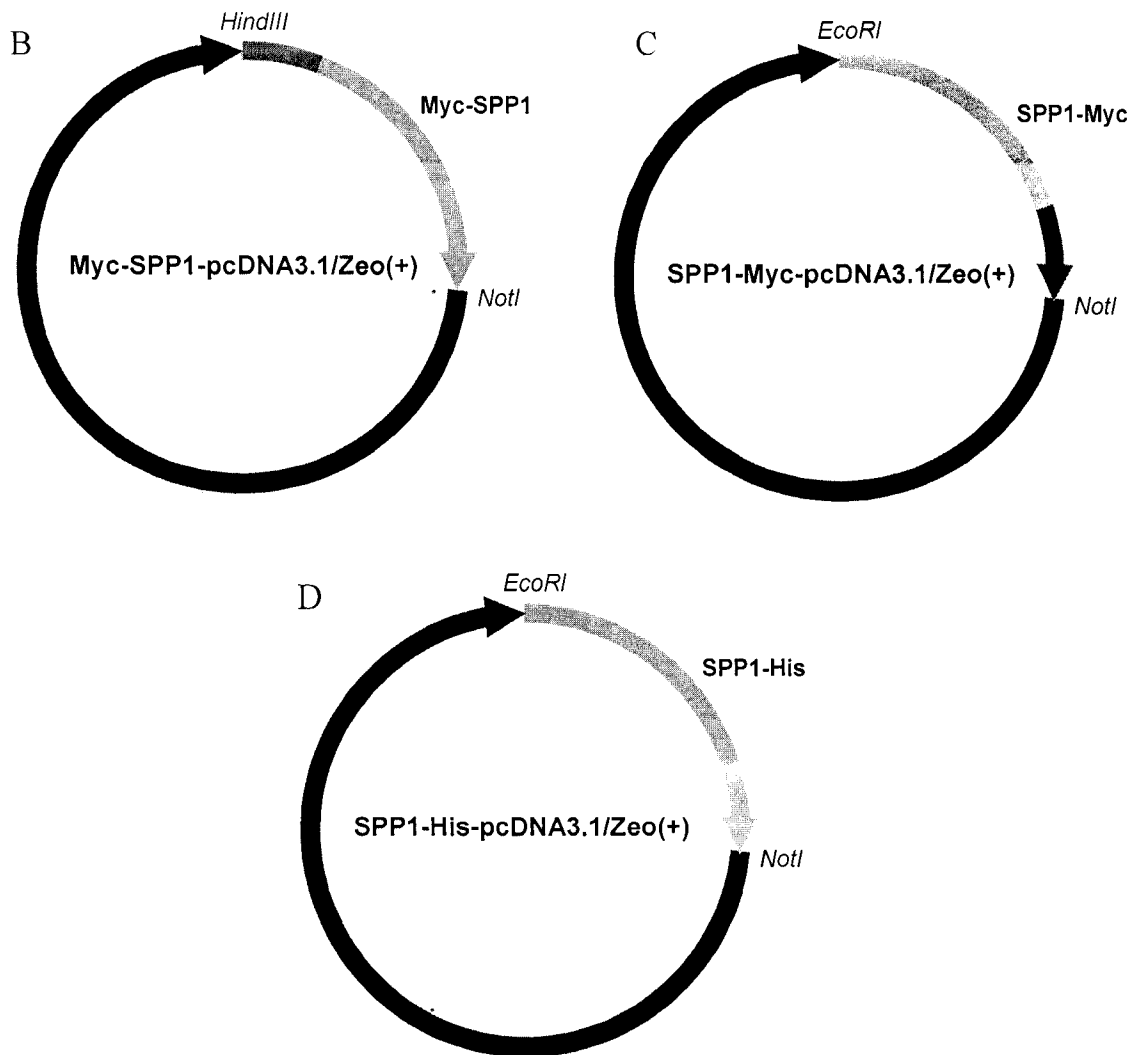 B
HindIII
Myc-SPP1
Myc-SPP1-pcDNA3.1/Zeo(+)
NotI
C
EcoRI
SPP1-Myc
SPP1-Myc-pcDNA3.1/Zeo(+)
NotI
D
EcoRI
SPP1-His
SPP1-His-pcDNA3.1/Zeo(+)
NotI